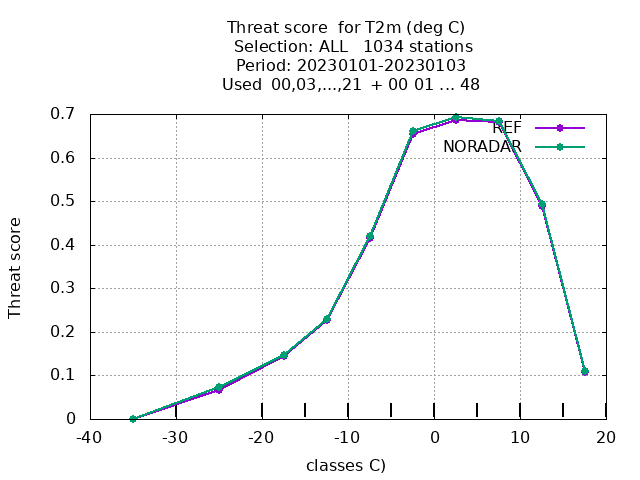 Threat score for T2m (deg C)
Selection: ALL 1034 stations
Period: 20230101-20230103
Used 00,03,...,21 + 00 01 ... 48
0.7
0.6
0.5
0.4
0.3
0.2
0.1
0
Threat score
REF
NORADAR
-40 -30 -20 -10 0 10 20
classes C)